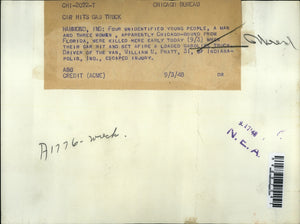 CHI-2022-T CHICAGO BUREAU
CAR HITS GAS TRUCK
HAMMOND, IND: FOUR UNIDENTIFIED YOUNG PEOPLE, A MAN
AND THREE WOMEN, APPARENTLY CHICAGO-BOUND FROM
FLORIDA, WERE KILLED HERE EARLY TODAY (9/3) WHEN
THEIR CAR HIT AND SET AFIRE A LOADED GASOLINE TRUCK.
DRIVER OF THE VAN, WILLIAM E. PRATT, 31, OF INDIANA-
POLIS, IND., ESCAPED INJURY.
CREDIT (ACME) 9/3/48
A1776-wreck.
N.E.A.